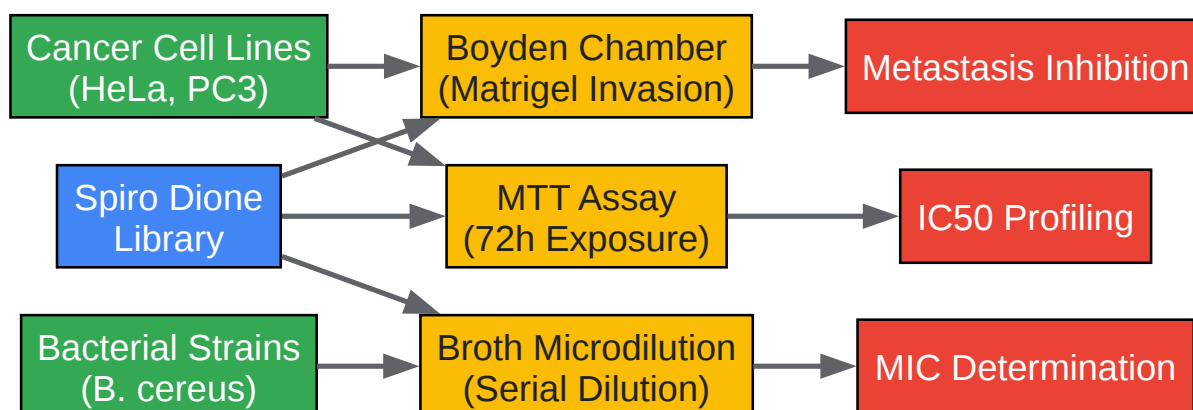 Cancer Cell Lines
(HeLa, PC3)
Boyden Chamber
(Matrigel Invasion)
Metastasis Inhibition
Spiro Dione
Library
MTT Assay
(72h Exposure)
IC50 Profiling
Bacterial Strains
(B. cereus)
Broth Microdilution
(Serial Dilution)
MIC Determination